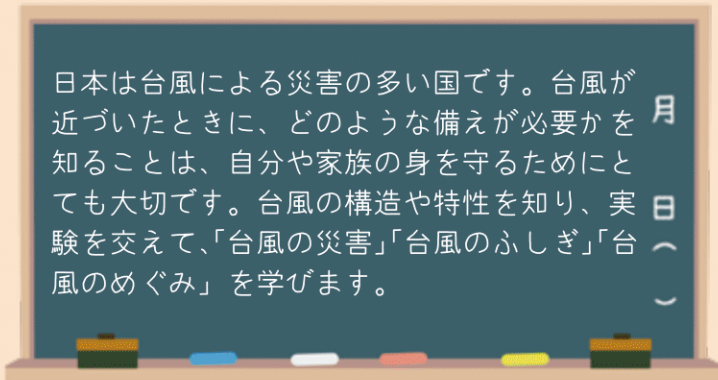 日本は台風による災害の多い国です。台風が
近づいたときに、どのような備えが必要かを
知ることは、自分や家族の身を守るためにと
ても大切です。台風の構造や特性を知り、実
験を交えて、「台風の災害」「台風のふしぎ」「台
風のめぐみ」を学びます。
月 日（ ）